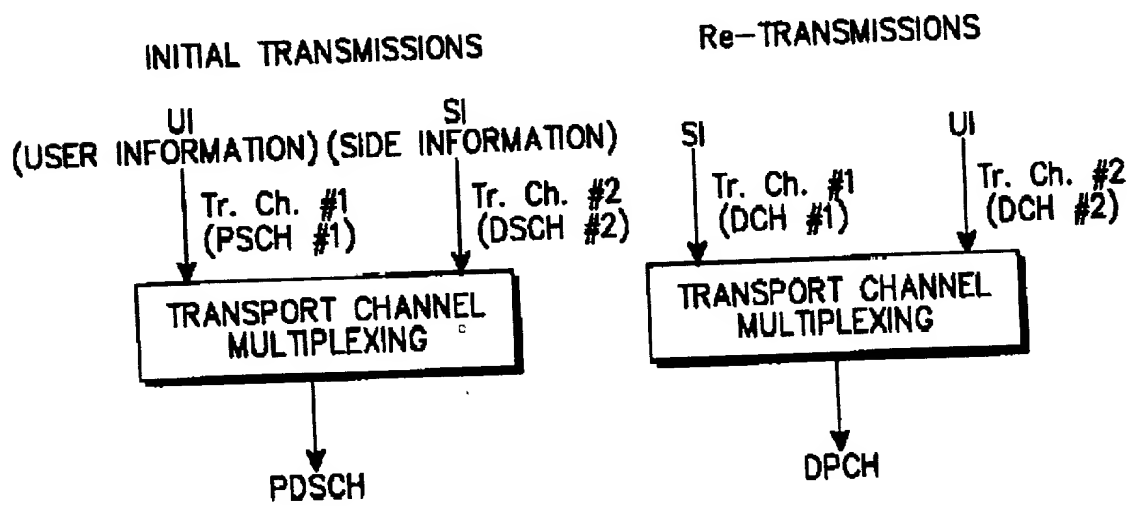 INITIAL TRANSMISSIONS
UI
(USER INFORMATION)
SI
(SIDE INFORMATION)
Tr. Ch. #1
(PSCH #1)
Tr. Ch. #2
(DSCH #2)
TRANSPORT CHANNEL
MULTIPLEXING
PDSCH
Re-TRANSMISSIONS
SI
UI
Tr. Ch. #1
(DCH #1)
Tr. Ch. #2
(DCH #2)
TRANSPORT CHANNEL
MULTIPLEXING
DPCH